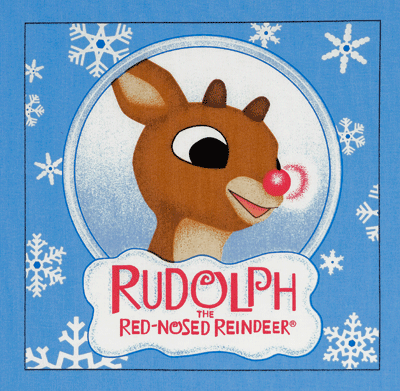 RUDOLPH
THE
RED-NOSED REINDEER®